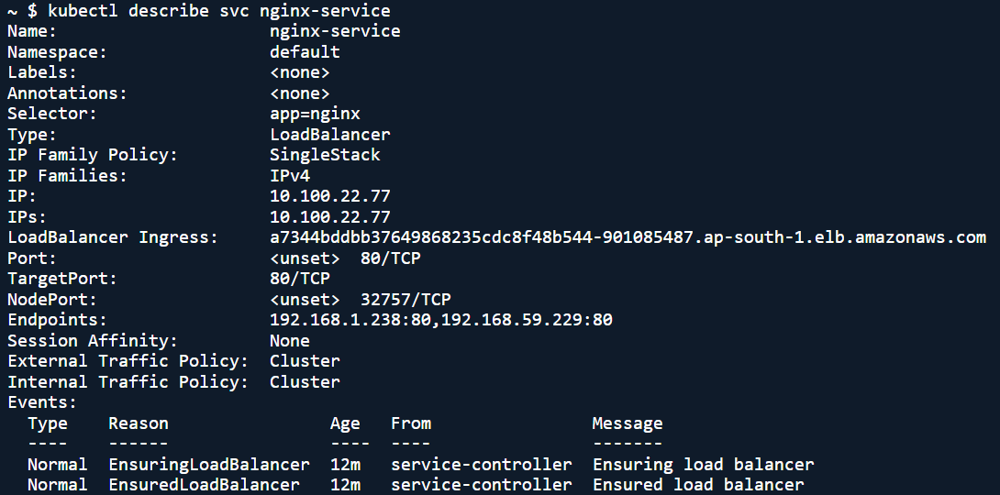 ~ $ kubectl describe svc nginx-service
Name:                     nginx-service
Namespace:                default
Labels:                   <none>
Annotations:              <none>
Selector:                 app=nginx
Type:                     LoadBalancer
IP Family Policy:         SingleStack
IP Families:              IPv4
IP:                       10.100.22.77
IPs:                      10.100.22.77
LoadBalancer Ingress:     a7344bddbb37649868235cdc8f48b544-901085487.ap-south-1.elb.amazonaws.com
Port:                     <unset>  80/TCP
TargetPort:               80/TCP
NodePort:                 <unset>  32757/TCP
Endpoints:                192.168.1.238:80,192.168.59.229:80
Session Affinity:         None
External Traffic Policy:  Cluster
Internal Traffic Policy:  Cluster
Events:
  Type    Reason                Age   From                Message
  ----    ------                ----  ----                -------
  Normal  EnsuringLoadBalancer  12m   service-controller  Ensuring load balancer
  Normal  EnsuredLoadBalancer   12m   service-controller  Ensured load balancer